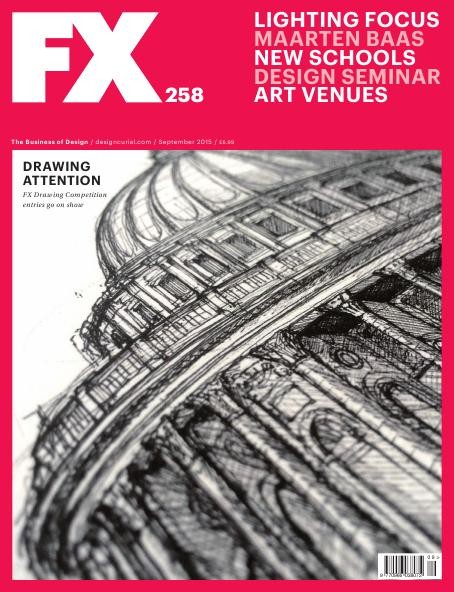 FX 258
LIGHTING FOCUS
MAARTEN BAAS
NEW SCHOOLS
DESIGN SEMINAR
ART VENUES
The Business of Design / designcurial.com / September 2015 / £6.95
DRAWING
ATTENTION
FX Drawing Competition
entries go on show